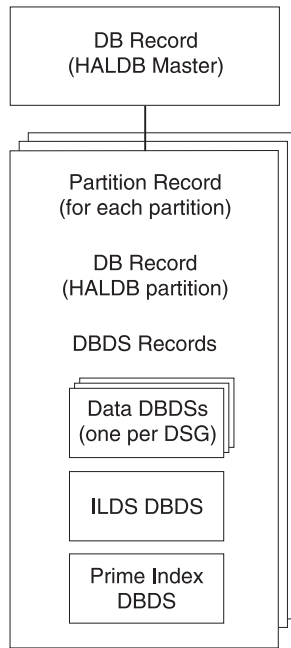 DB Record
(HALDB Master)
Partition Record
(for each partition)
DB Record
(HALDB partition)
DBDS Records
Data DBDSs
(one per DSG)
ILDS DBDS
Prime Index
DBDS